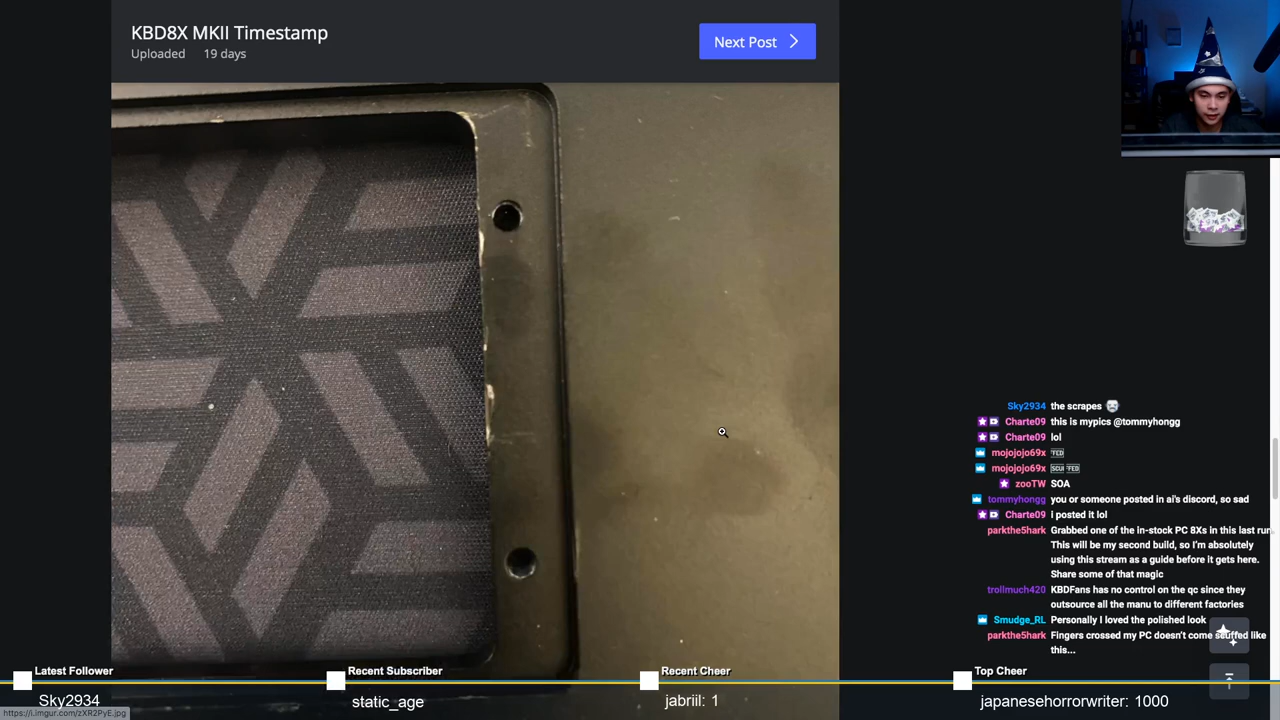 KBD8X MKII Timestamp
Uploaded 19 days
Next Post
Sky2934 the scrapes
Charte09 this is mypics @tommyhongg
Charte09 lol
mojojojo69x
mojojojo69x
zooTW SOA
tommyhongg you or someone posted in ai's discord, so sad
Charte09 i posted it lol
parkthe5hark Grabbed one of the in-stock PC 8Xs in this last run.
This will be my second build, so I'm absolutely
using this stream as a guide before it gets here.
Share some of that magic
trollmuch420 KBDFans has no control on the qc since they
outsource all the manu to different factories
Smudge_RL Personally I loved the polished look
parkthe5hark Fingers crossed my PC doesn't come scuffed like
this...
Latest Follower
Sky2934
Recent Subscriber
static_age
Recent Cheer
jabriil: 1
Top Cheer
japanesehorrorwriter: 1000
https://i.imgur.com/zXR2PyE.jpg